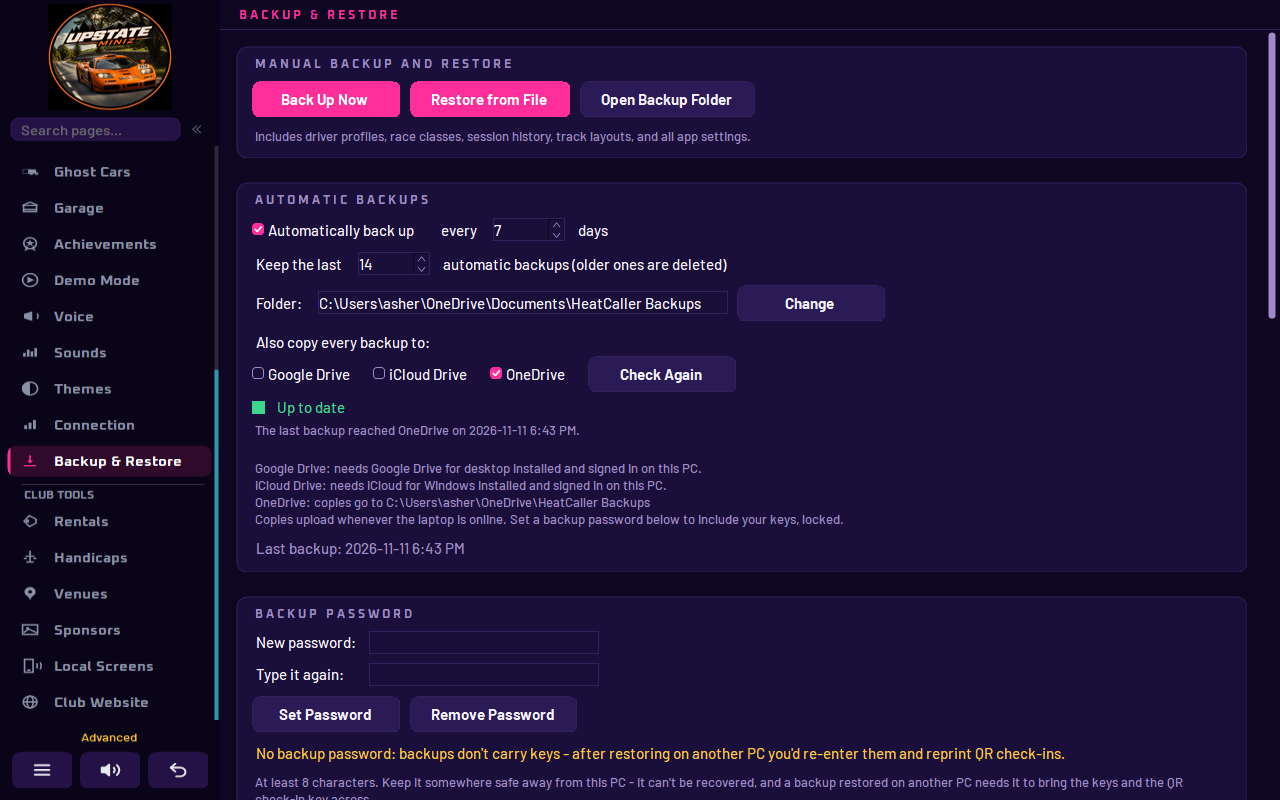 UPSTATE
MINIZ
Search pages...
«
Ghost Cars
Garage
Achievements
Demo Mode
Voice
Sounds
Themes
Connection
Backup & Restore
CLUB TOOLS
Rentals
Handicaps
Venues
Sponsors
Local Screens
Club Website
Advanced
BACKUP & RESTORE
MANUAL BACKUP AND RESTORE
Back Up Now Restore from File Open Backup Folder
Includes driver profiles, race classes, session history, track layouts, and all app settings.
AUTOMATIC BACKUPS
Automatically back up every 7 days
Keep the last 14 automatic backups (older ones are deleted)
Folder: C:\Users\asher\OneDrive\Documents\HeatCaller Backups Change
Also copy every backup to:
Google Drive iCloud Drive OneDrive Check Again
Up to date
The last backup reached OneDrive on 2026-11-11 6:43 PM.
Google Drive: needs Google Drive for desktop installed and signed in on this PC.
iCloud Drive: needs iCloud for Windows installed and signed in on this PC.
OneDrive: copies go to C:\Users\asher\OneDrive\HeatCaller Backups
Copies upload whenever the laptop is online. Set a backup password below to include your keys, locked.
Last backup: 2026-11-11 6:43 PM
BACKUP PASSWORD
New password:
Type it again:
Set Password Remove Password
No backup password: backups don't carry keys - after restoring on another PC you'd re-enter them and reprint QR check-ins.
At least 8 characters. Keep it somewhere safe away from this PC - it can't be recovered, and a backup restored on another PC needs it to bring the keys and the QR
check-in key across.